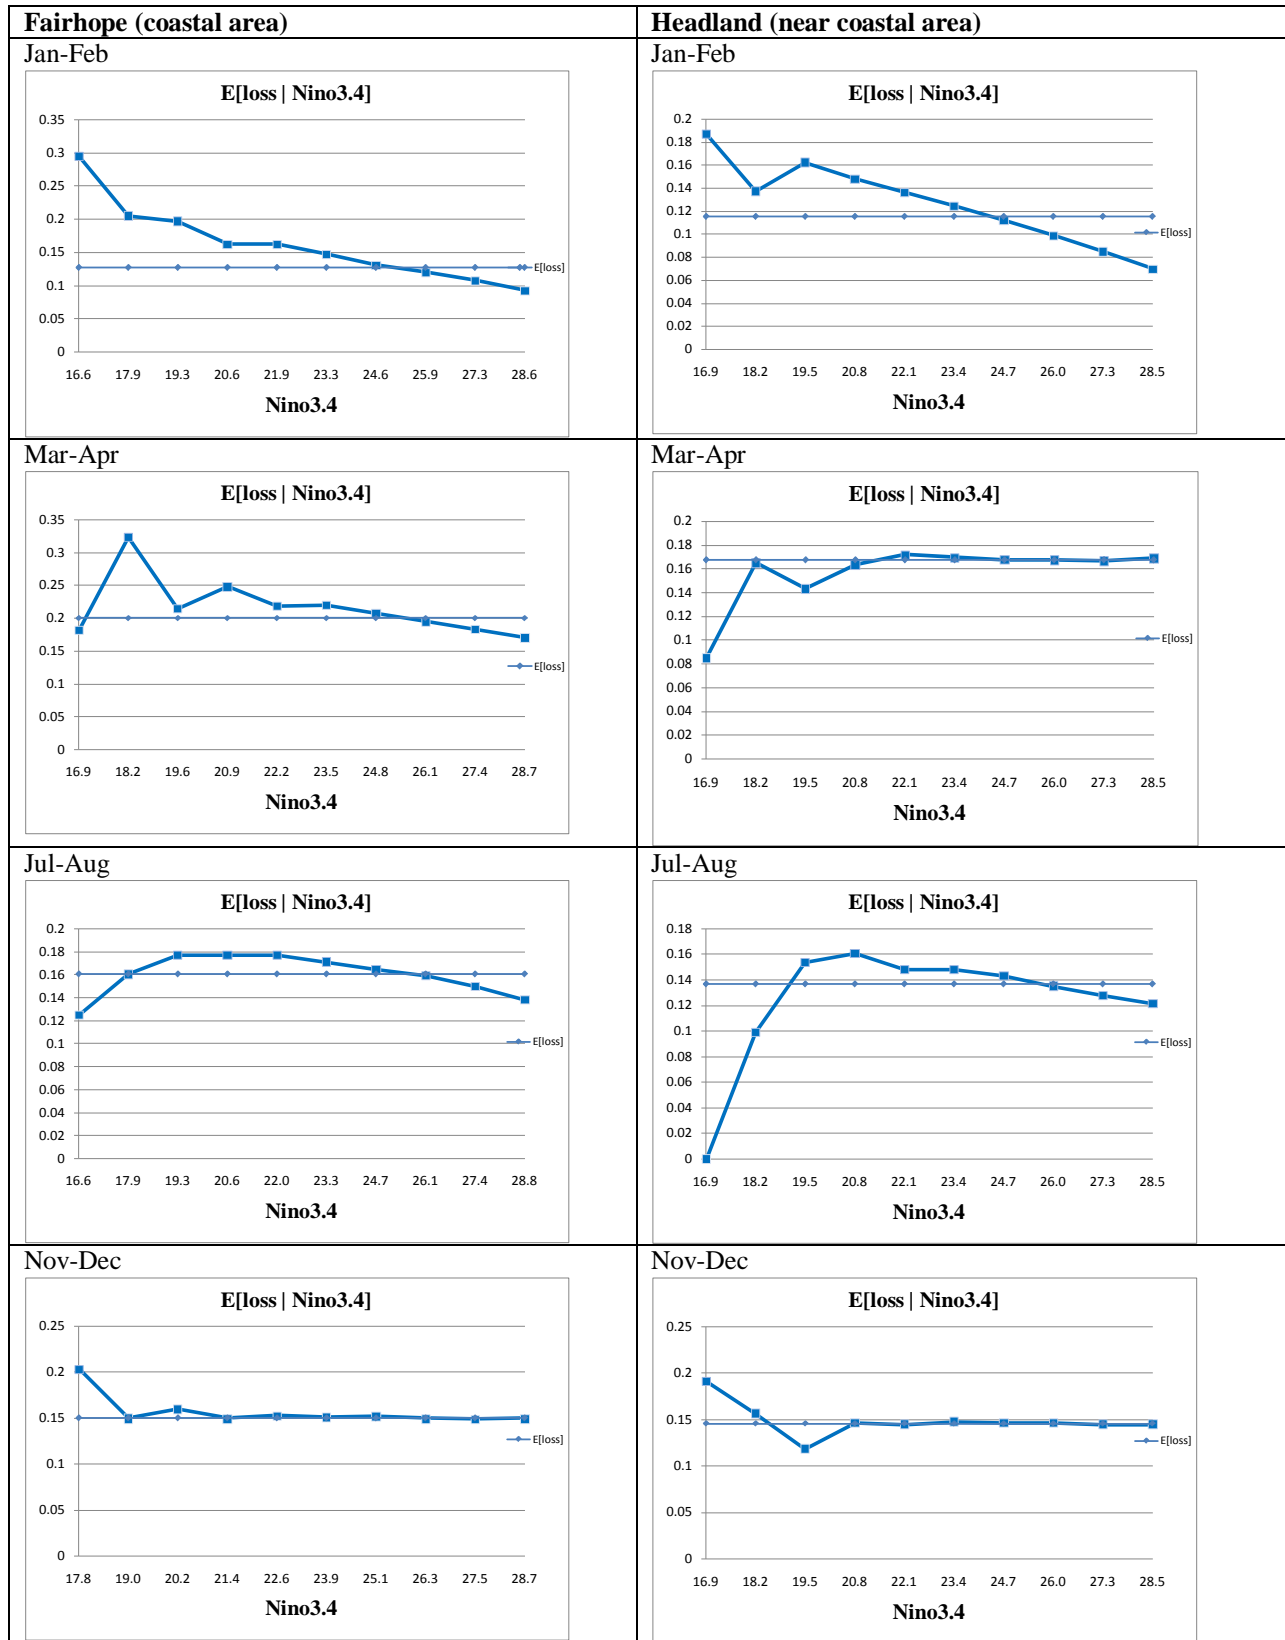 Fairhope (coastal area)
Headland (near coastal area)
Jan-Feb
E[loss | Nino3.4]
0.35
0.3
0.25
0.2
0.15
0.1
0.05
0
E[loss]
16.6 17.9 19.3 20.6 21.9 23.3 24.6 25.9 27.3 28.6
Nino3.4
Jan-Feb
E[loss | Nino3.4]
0.2
0.18
0.16
0.14
0.12
0.1
0.08
0.06
0.04
0.02
0
E[loss]
16.9 18.2 19.5 20.8 22.1 23.4 24.7 26.0 27.3 28.5
Nino3.4
Mar-Apr
E[loss | Nino3.4]
0.35
0.3
0.25
0.2
0.15
0.1
0.05
0
E[loss]
16.9 18.2 19.6 20.9 22.2 23.5 24.8 26.1 27.4 28.7
Nino3.4
Mar-Apr
E[loss | Nino3.4]
0.2
0.18
0.16
0.14
0.12
0.1
0.08
0.06
0.04
0.02
0
E[loss]
16.9 18.2 19.5 20.8 22.1 23.4 24.7 26.0 27.3 28.5
Nino3.4
Jul-Aug
E[loss | Nino3.4]
0.2
0.18
0.16
0.14
0.12
0.1
0.08
0.06
0.04
0.02
0
E[loss]
16.6 17.9 19.3 20.6 22.0 23.3 24.7 26.1 27.4 28.8
Nino3.4
Jul-Aug
E[loss | Nino3.4]
0.18
0.16
0.14
0.12
0.1
0.08
0.06
0.04
0.02
0
E[loss]
16.9 18.2 19.5 20.8 22.1 23.4 24.7 26.0 27.3 28.5
Nino3.4
Nov-Dec
E[loss | Nino3.4]
0.25
0.2
0.15
0.1
0.05
0
E[loss]
17.8 19.0 20.2 21.4 22.6 23.9 25.1 26.3 27.5 28.7
Nino3.4
Nov-Dec
E[loss | Nino3.4]
0.25
0.2
0.15
0.1
0.05
0
E[loss]
16.9 18.2 19.5 20.8 22.1 23.4 24.7 26.0 27.3 28.5
Nino3.4